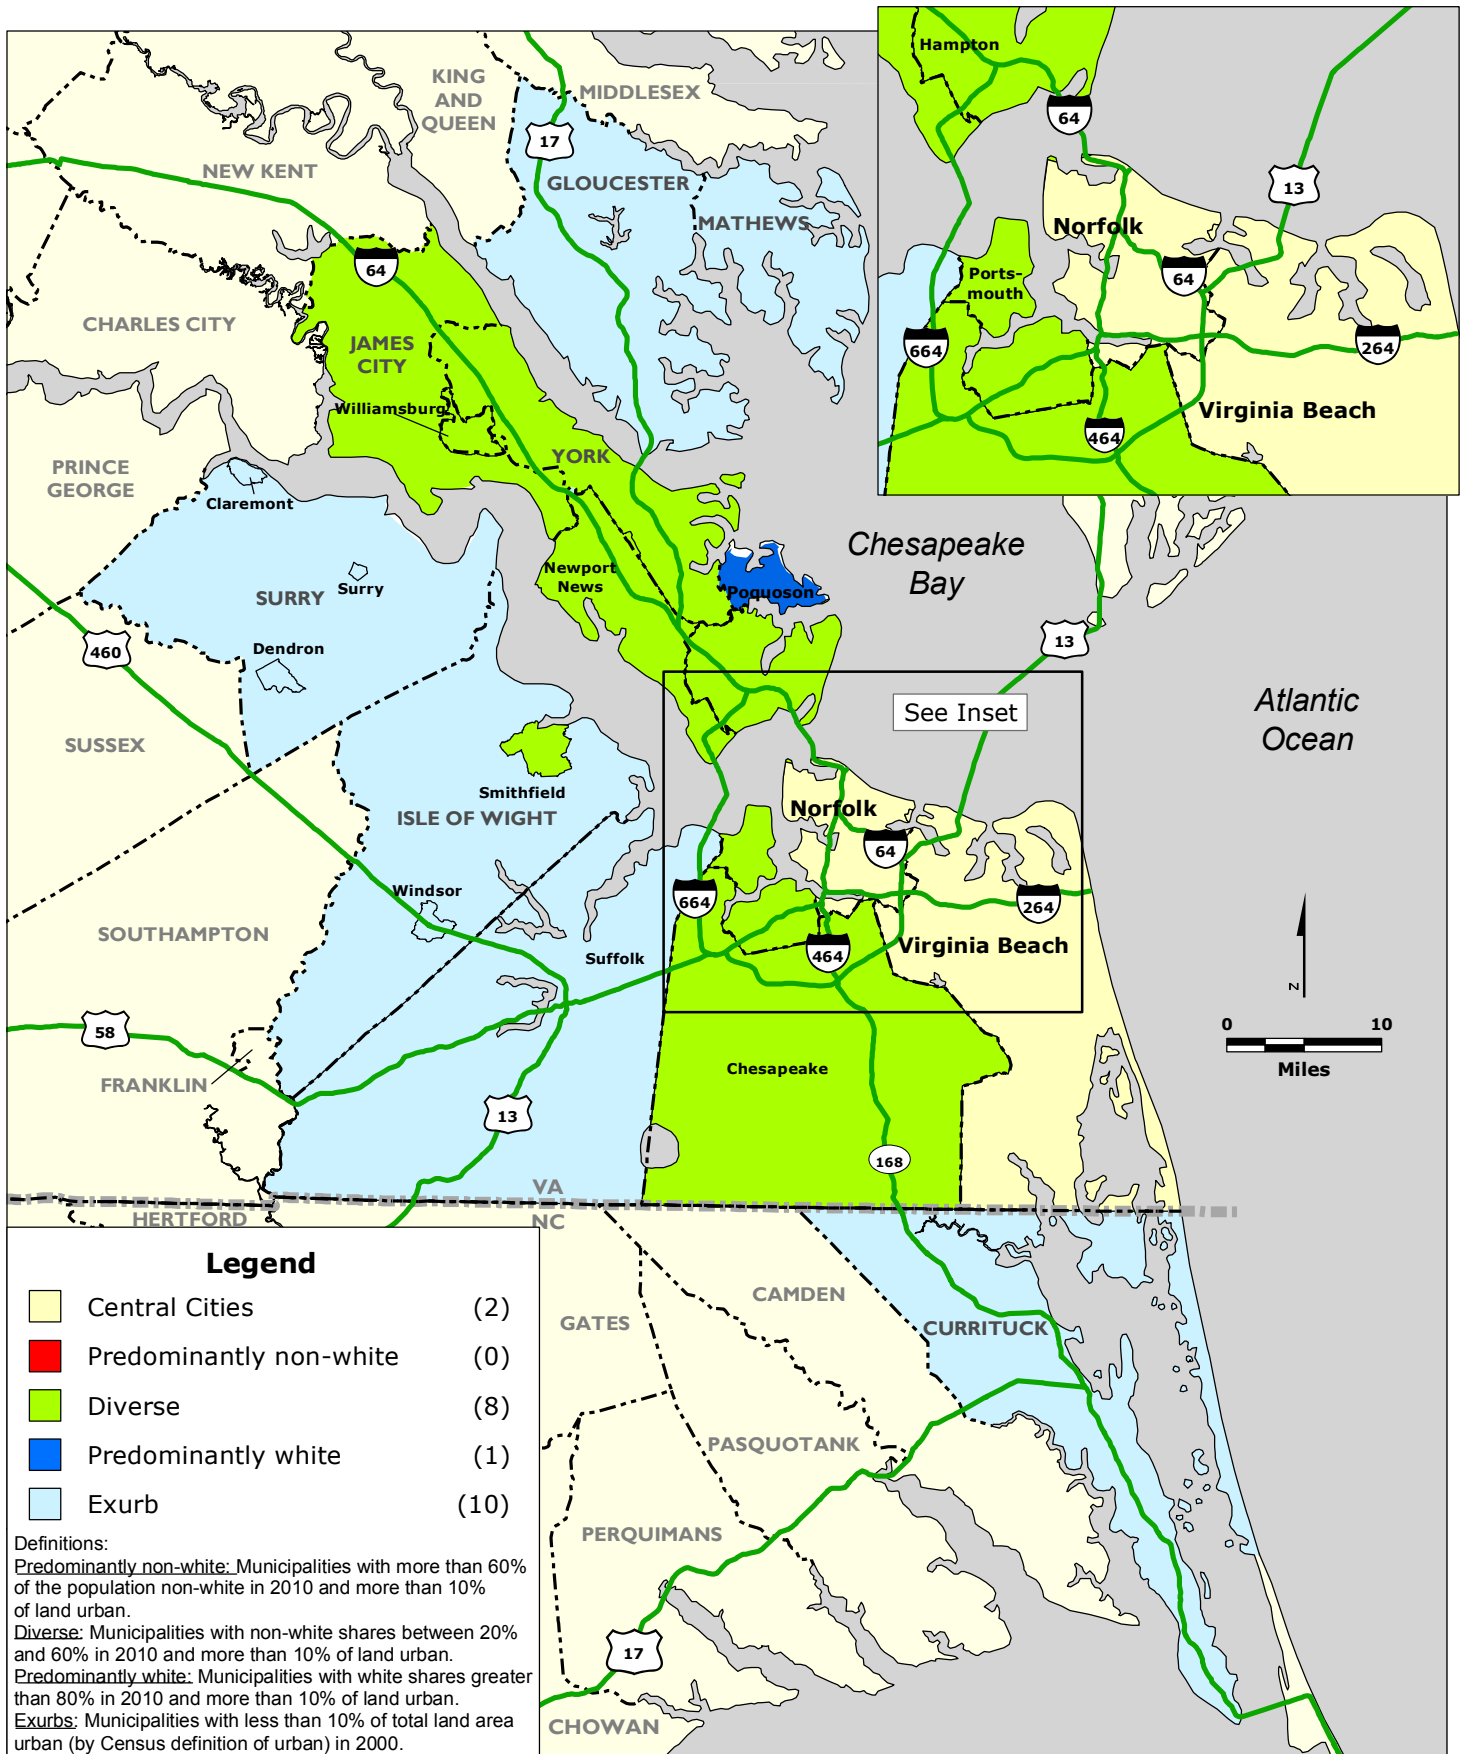 KING
AND
QUEEN
MIDDLESEX
17
NEW KENT
GLOUCESTER
MATHEWS
64
CHARLES CITY
JAMES
CITY
Williamsburg
YORK
PRINCE
GEORGE
Claremont
Newport
News
Poquoson
SURRY
Surry
Dendron
460
SUSSEX
Smithfield
ISLE OF WIGHT
Windsor
SOUTHAMPTON
Suffolk
58
FRANKLIN
13
Hampton
64
13
Norfolk
Ports-
mouth
64
664
264
464
Virginia Beach
Chesapeake
Bay
13
Atlantic
Ocean
See Inset
Norfolk
64
664
264
464
Virginia Beach
Chesapeake
168
N
0 10
Miles
VA
NC
HERTFORD
GATES
CAMDEN
CURRITUCK
PASQUOTANK
PERQUIMANS
17
CHOWAN
Legend
Central Cities (2)
Predominantly non-white (0)
Diverse (8)
Predominantly white (1)
Exurb (10)
Definitions:
Predominantly non-white: Municipalities with more than 60%
of the population non-white in 2010 and more than 10%
of land urban.
Diverse: Municipalities with non-white shares between 20%
and 60% in 2010 and more than 10% of land urban.
Predominantly white: Municipalities with white shares greater
than 80% in 2010 and more than 10% of land urban.
Exurbs: Municipalities with less than 10% of total land area
urban (by Census definition of urban) in 2000.